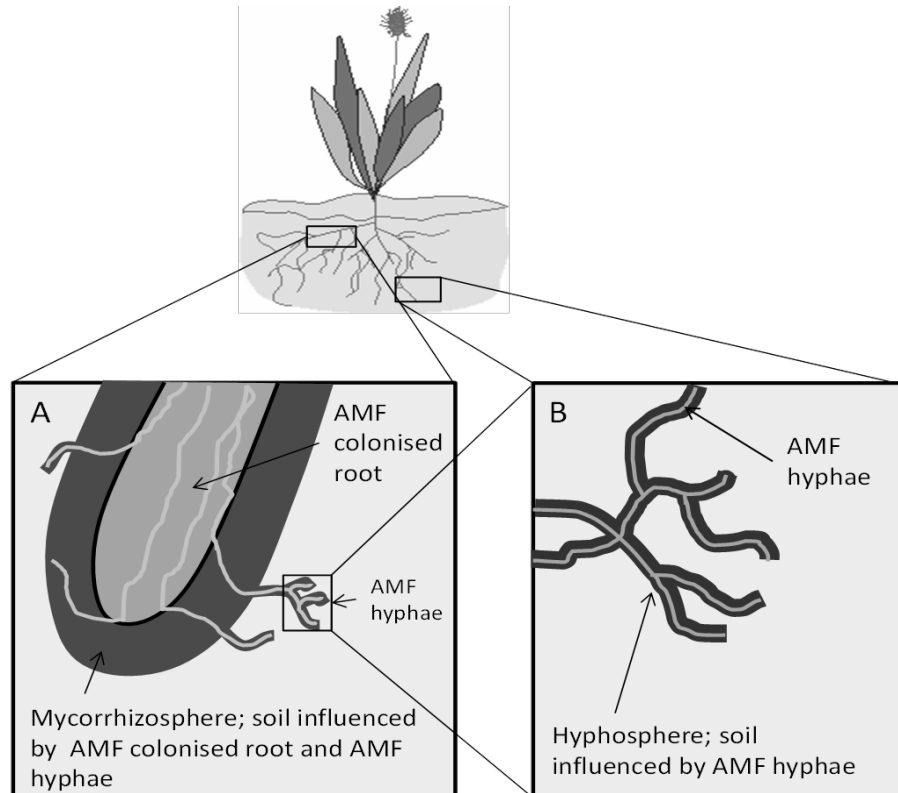 A
AMF
colonised
root
AMF
hyphae
Mycorrhizosphere; soil influenced
by AMF colonised root and AMF
hyphae
B
AMF
hyphae
Hyphosphere; soil
influenced by AMF hyphae